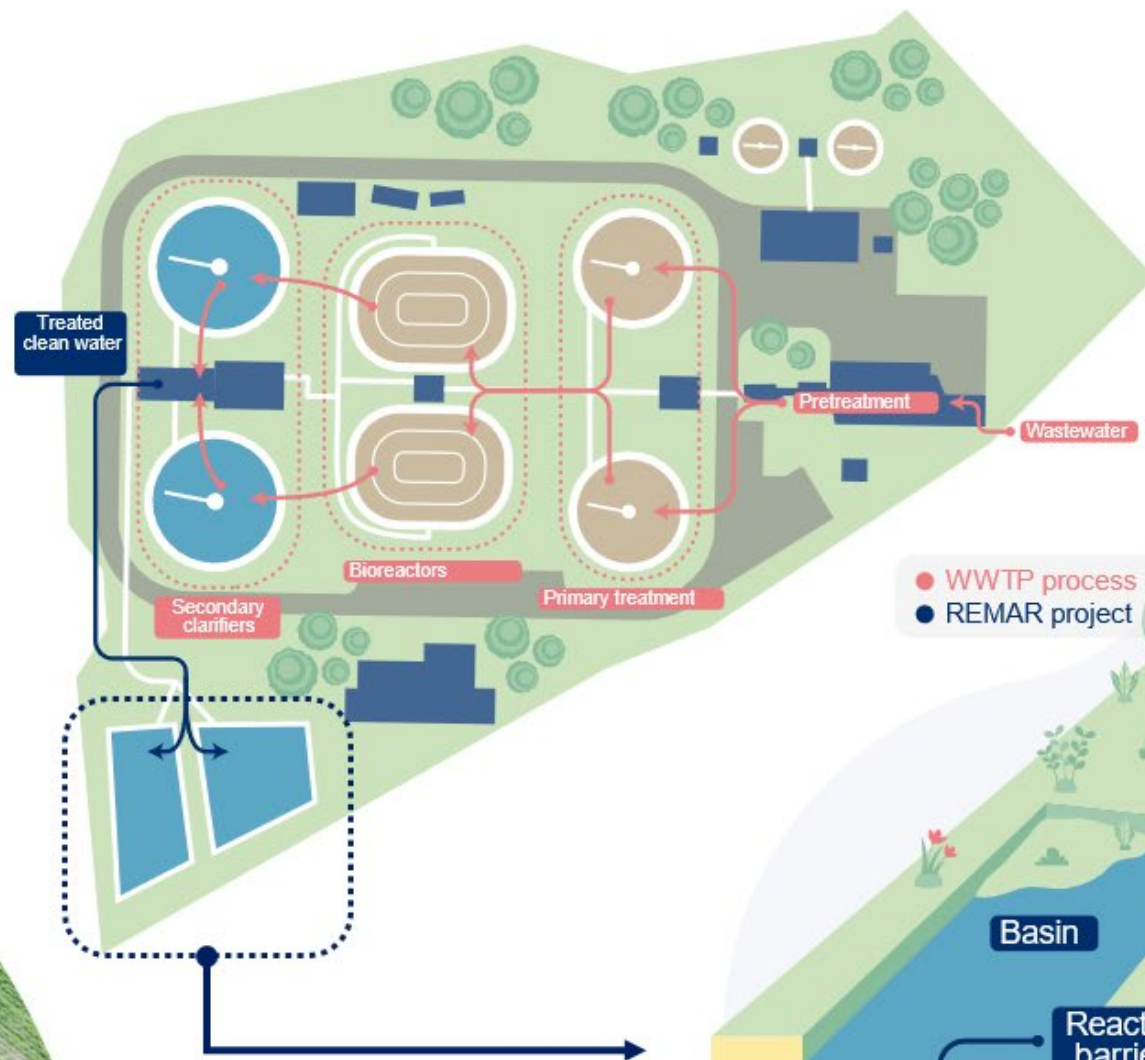 Treated
clean water
Pretreatment
Wastewater
Bioreactors
Primary treatment
Secondary
clarifiers
WWTP process
REMAR project
Basin